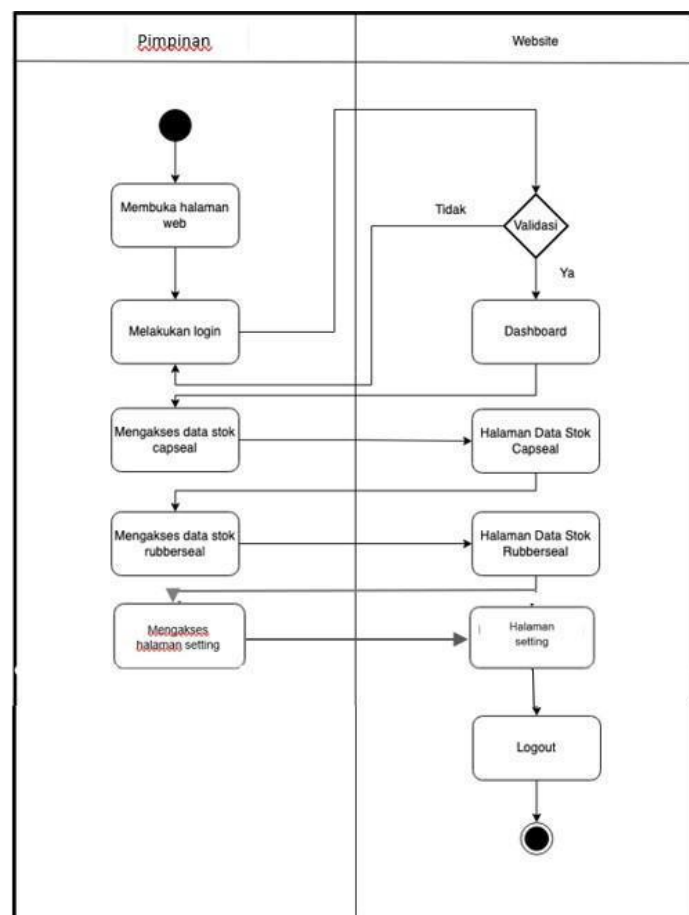 Pimpinan
Website
Membuka halaman
web
Tidak
Validasi
Ya
Melakukan login
Dashboard
Mengakses data stok
capseal
Halaman Data Stok
Capseal
Mengakses data stok
rubberseal
Halaman Data Stok
Rubberseal
Mengakses
halaman setting
Halaman
setting
Logout